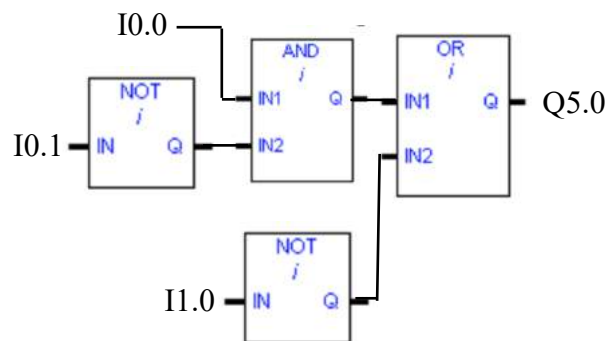 I0.0
AND
i
IN1 Q
IN2
OR
i
IN1 Q
IN2
Q5.0
NOT
i
I0.1
IN Q
NOT
i
I1.0
IN Q